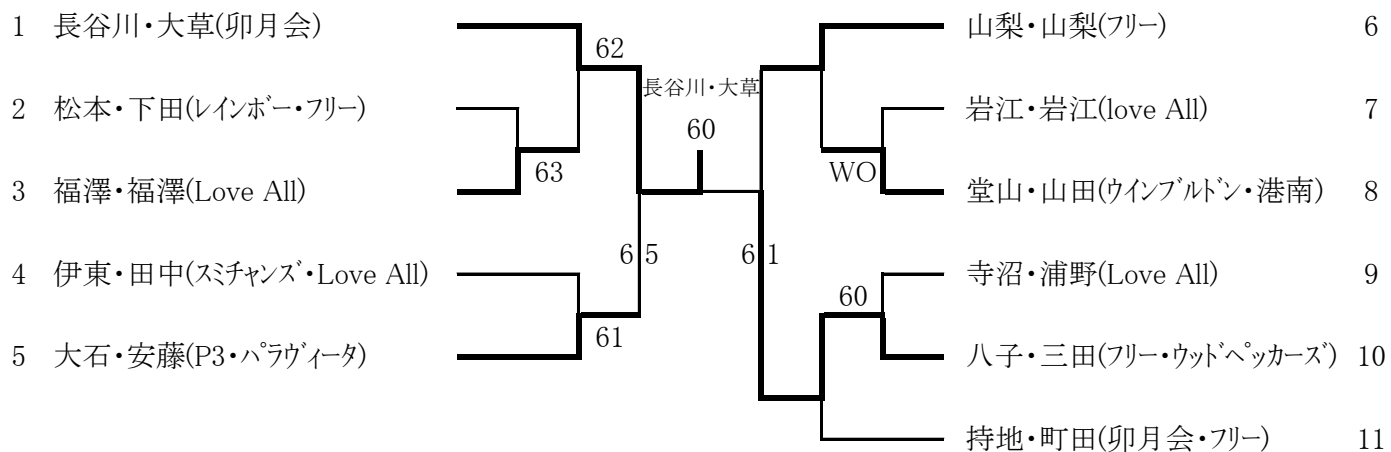 1 長谷川・大草(卯月会)
62
長谷川・大草
山梨・山梨(フリー) 6
2 松本・下田(レインボー・フリー)
60
岩江・岩江(love All) 7
63
WO
3 福澤・福澤(Love All)
堂山・山田(ウインブルドン・港南) 8
6 5
6 1
4 伊東・田中(スミチャンズ・Love All)
寺沼・浦野(Love All) 9
61
60
5 大石・安藤(P3・パラヴィータ)
八子・三田(フリー・ウッドペッカーズ) 10
持地・町田(卯月会・フリー) 11